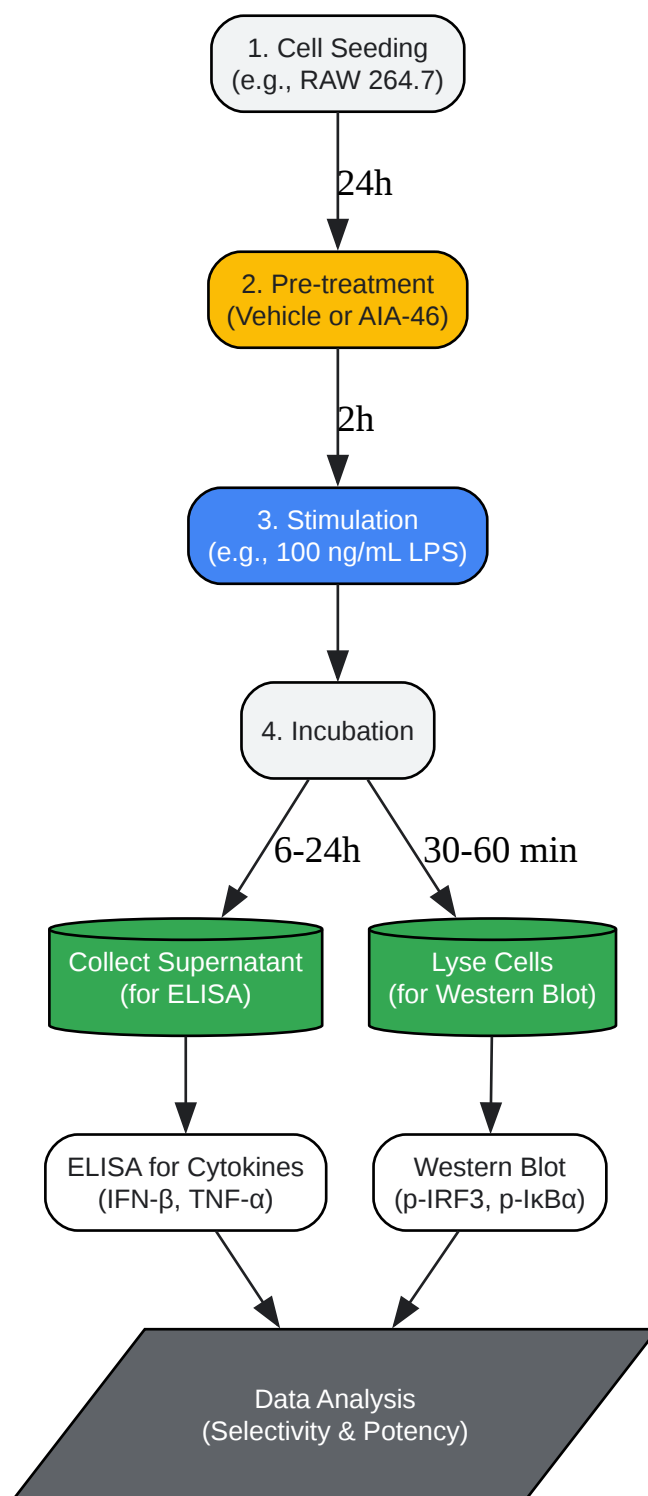 1. Cell Seeding
(e.g., RAW 264.7)
24h
2. Pre-treatment
(Vehicle or AIA-46)
2h
3. Stimulation
(e.g., 100 ng/mL LPS)
4. Incubation
6-24h
30-60 min
Collect Supernatant
(for ELISA)
Lyse Cells
(for Western Blot)
ELISA for Cytokines
(IFN-β, TNF-α)
Western Blot
(p-IRF3, p-IκBα)
Data Analysis
(Selectivity & Potency)